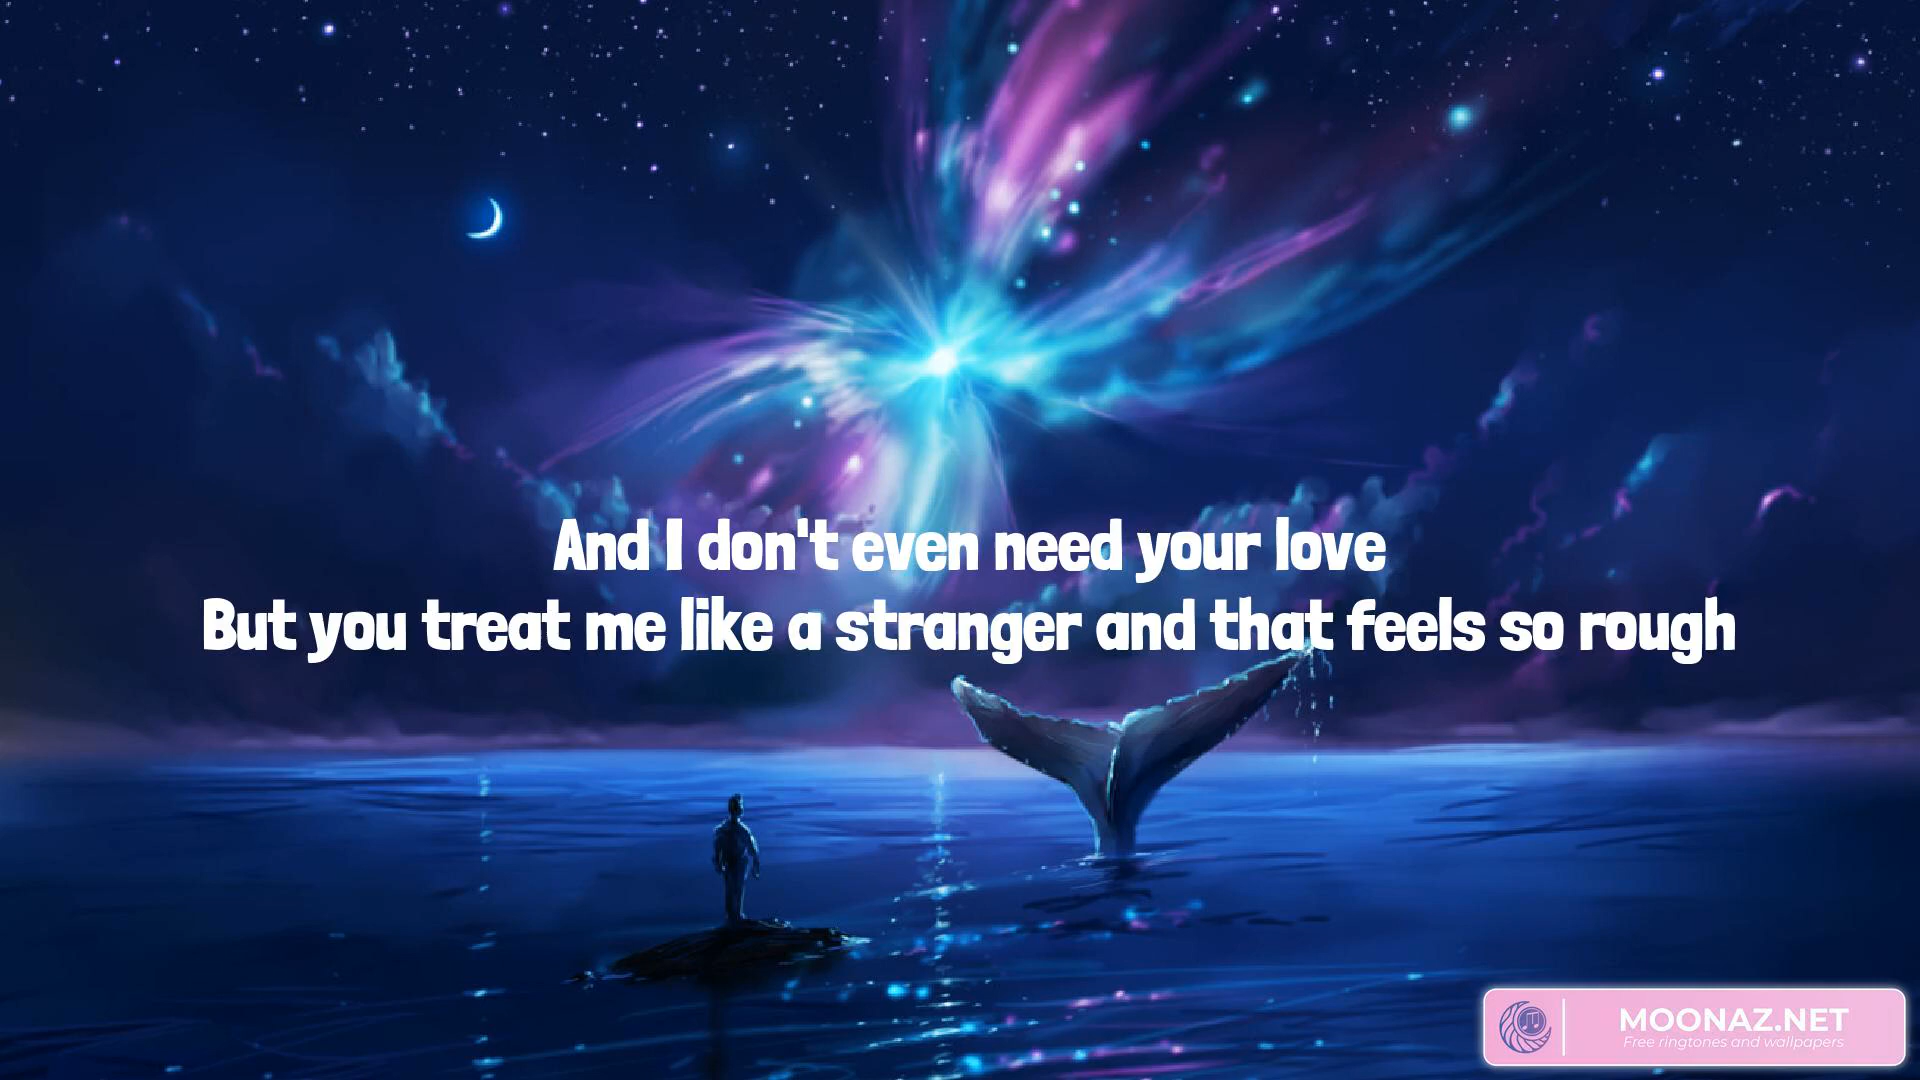 And I don't even need your love
But you treat me like a stranger and that feels so rough
MOONAZ.NET
Free ringtones and wallpapers